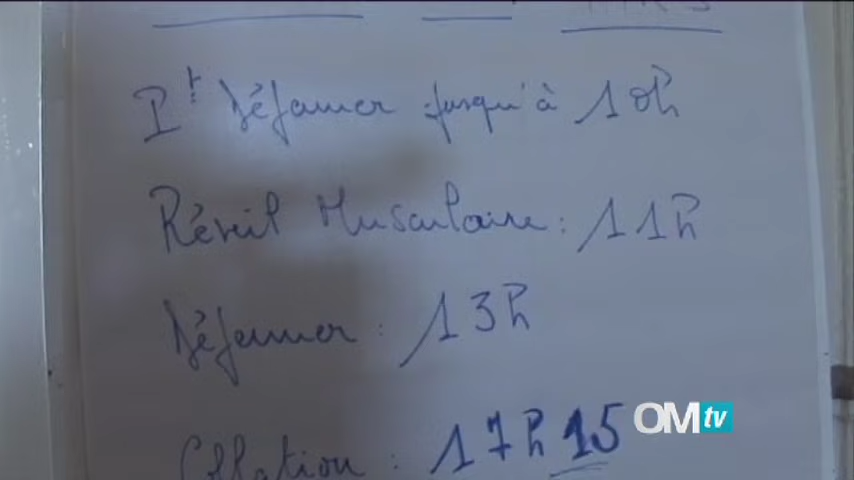 Pt Déjeuner jusqu'à 10h
Réveil Musculaire : 11h
Déjeuner : 13h
Collation : 17h15
OMtv